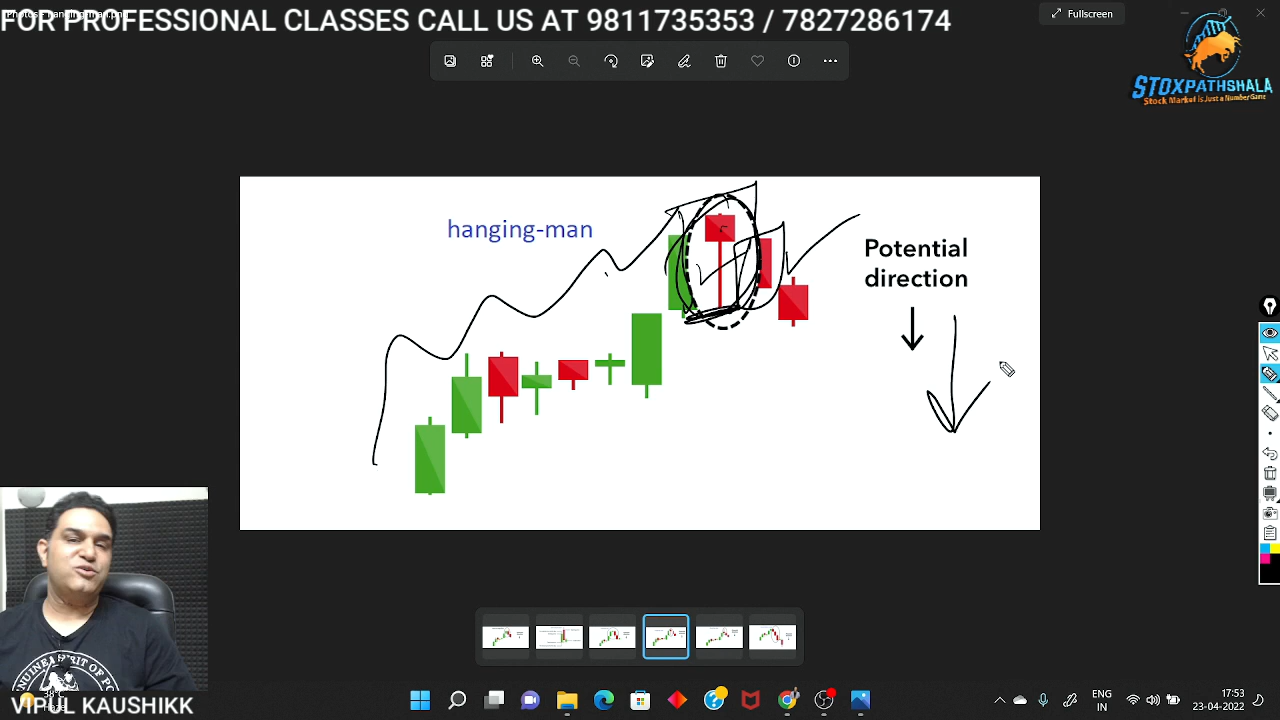 FOR PROFESSIONAL CLASSES CALL US AT 9811735353 / 7827286174
Fullscreen
STOXPATHSHALA
Stock Market is Just a Number Game
hanging-man
Potential
direction
VIPUL KAUSHIKK
ENG
IN
17:53
23-04-2022